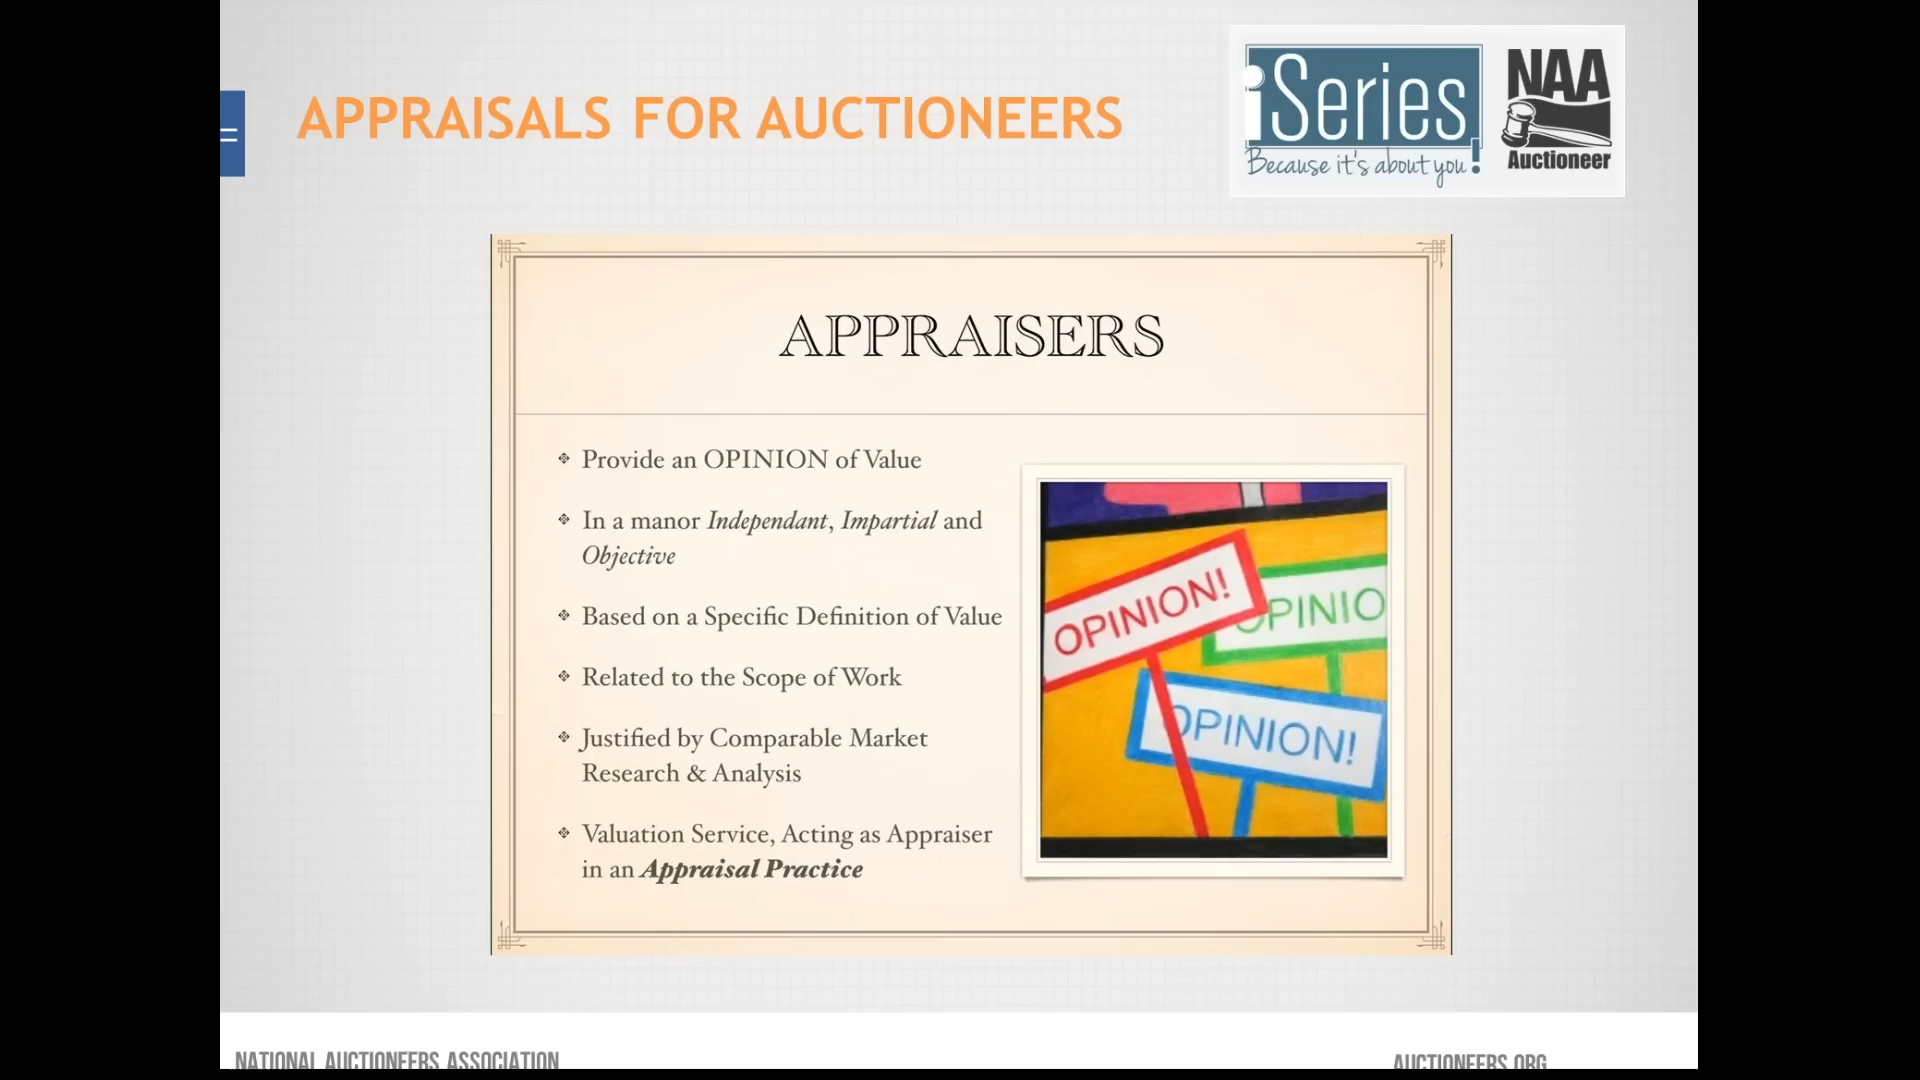 APPRAISALS FOR AUCTIONEERS
iSeries
Because it's about you!
NAA
Auctioneer
APPRAISERS
Provide an OPINION of Value
In a manor Independant, Impartial and
Objective
Based on a Specific Definition of Value
Related to the Scope of Work
Justified by Comparable Market
Research & Analysis
Valuation Service, Acting as Appraiser
in an Appraisal Practice
OPINION!
OPINIO
OPINION!
NATIONAL AUCTIONEERS ASSOCIATION
AUCTIONEERS.ORG